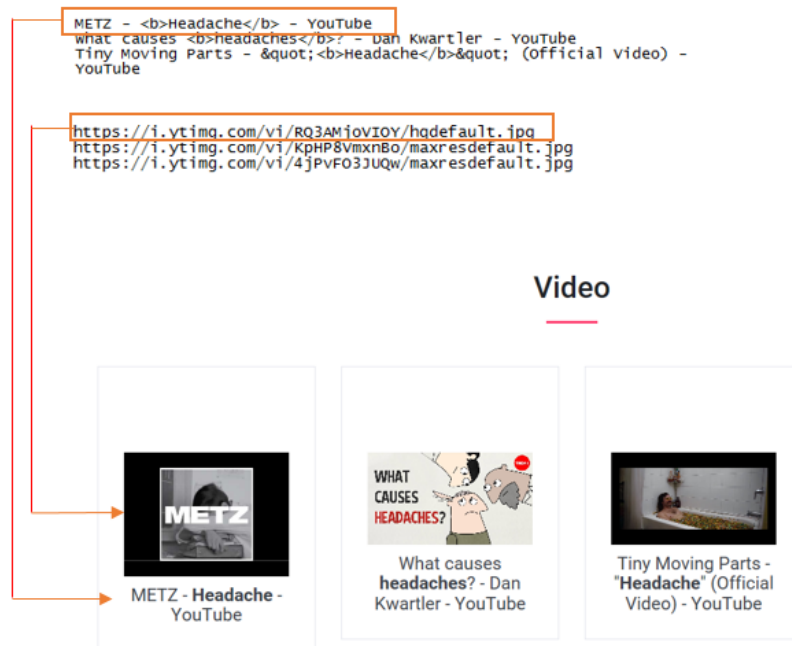 METZ - <b>Headache</b> - YouTube
What causes <b>headaches</b>? - Dan Kwartler - YouTube
Tiny Moving Parts - &quot;<b>Headache</b>&quot; (Official Video) -
YouTube
https://i.ytimg.com/vi/RQ3AMjoVIOY/hqdefault.jpg
https://i.ytimg.com/vi/KpHP8VmxnBo/maxresdefault.jpg
https://i.ytimg.com/vi/4jPvFO3JUQw/maxresdefault.jpg
Video
METZ
WHAT
CAUSES
HEADACHES?
METZ - Headache -
YouTube
What causes
headaches? - Dan
Kwartler - YouTube
Tiny Moving Parts -
"Headache" (Official
Video) - YouTube